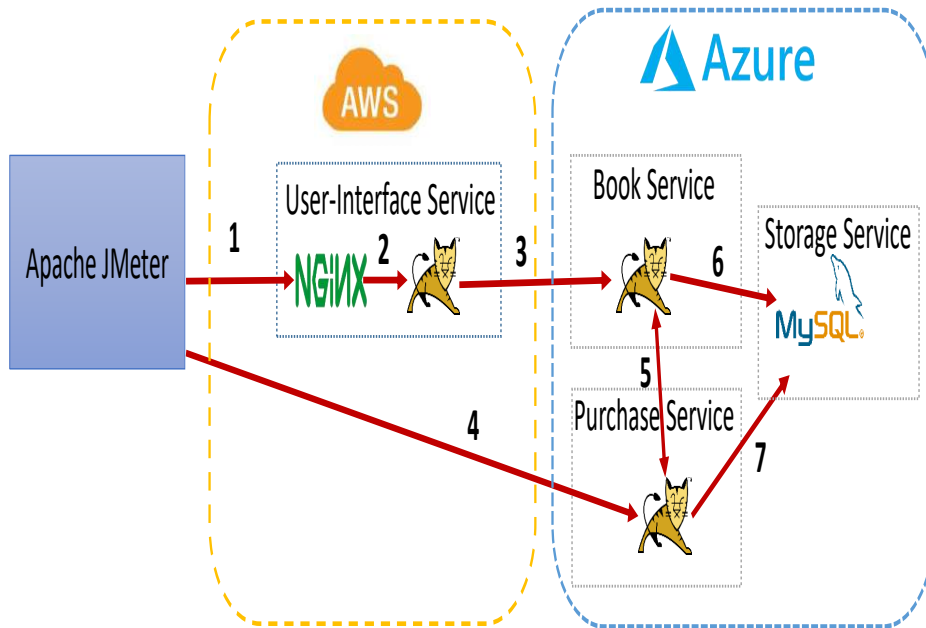 AWS
Azure
Apache JMeter
1
User-Interface Service
NGiNX
2
3
Book Service
6
Storage Service
MySQL®
5
4
Purchase Service
7